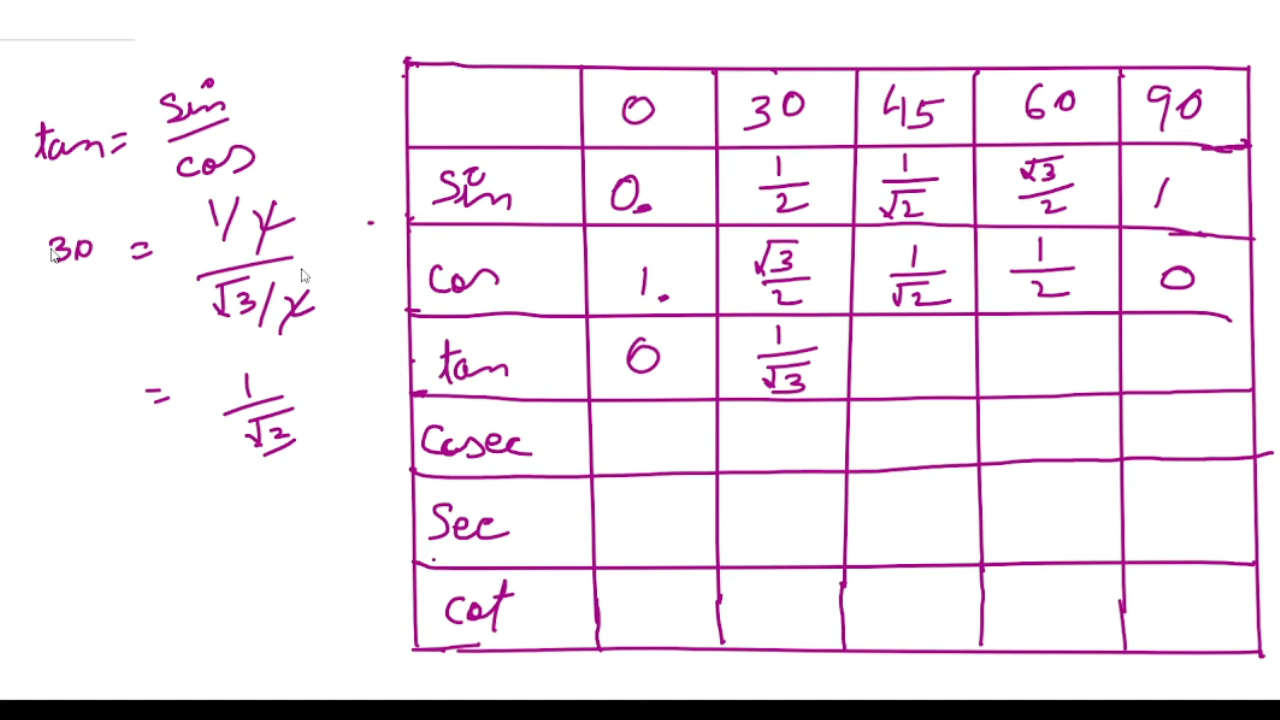 tan = sin/cos
30 = 1/2 / √3/2
= 1/√2
0 30 45 60 90
sin 0. 1/2 1/√2 √3/2 1
cos 1. √3/2 1/√2 1/2 0
tan 0 1/√3
Cosec
Sec
cot